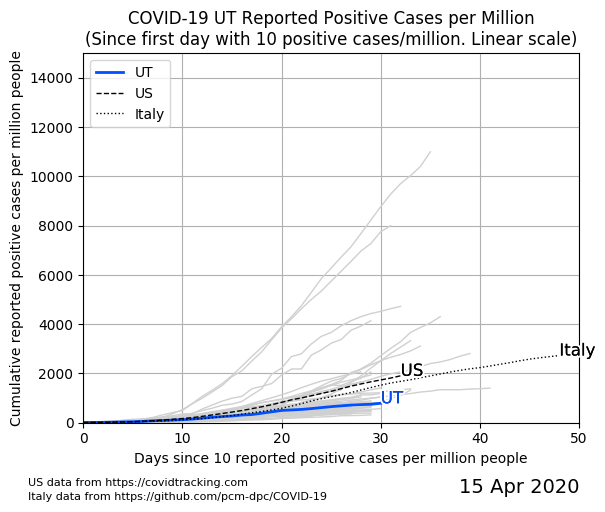 COVID-19 UT Reported Positive Cases per Million
(Since first day with 10 positive cases/million. Linear scale)
Cumulative reported positive cases per million people
14000
12000
10000
8000
6000
4000
2000
0
UT
US
Italy
Italy
US
UT
0 10 20 30 40 50
Days since 10 reported positive cases per million people
US data from https://covidtracking.com
Italy data from https://github.com/pcm-dpc/COVID-19
15 Apr 2020